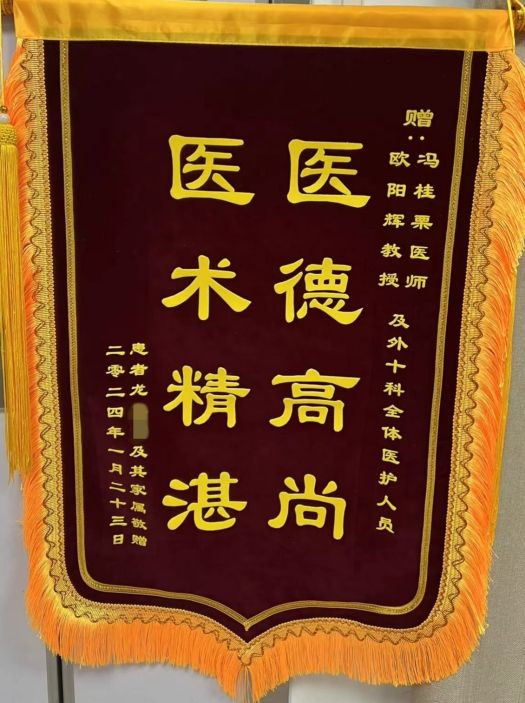 赠：
冯桂栗医师
欧阳辉教授
及外十科全体医护人员
医德高尚
医术精湛
患者龙 及其家属敬赠
二零二四年一月二十三日